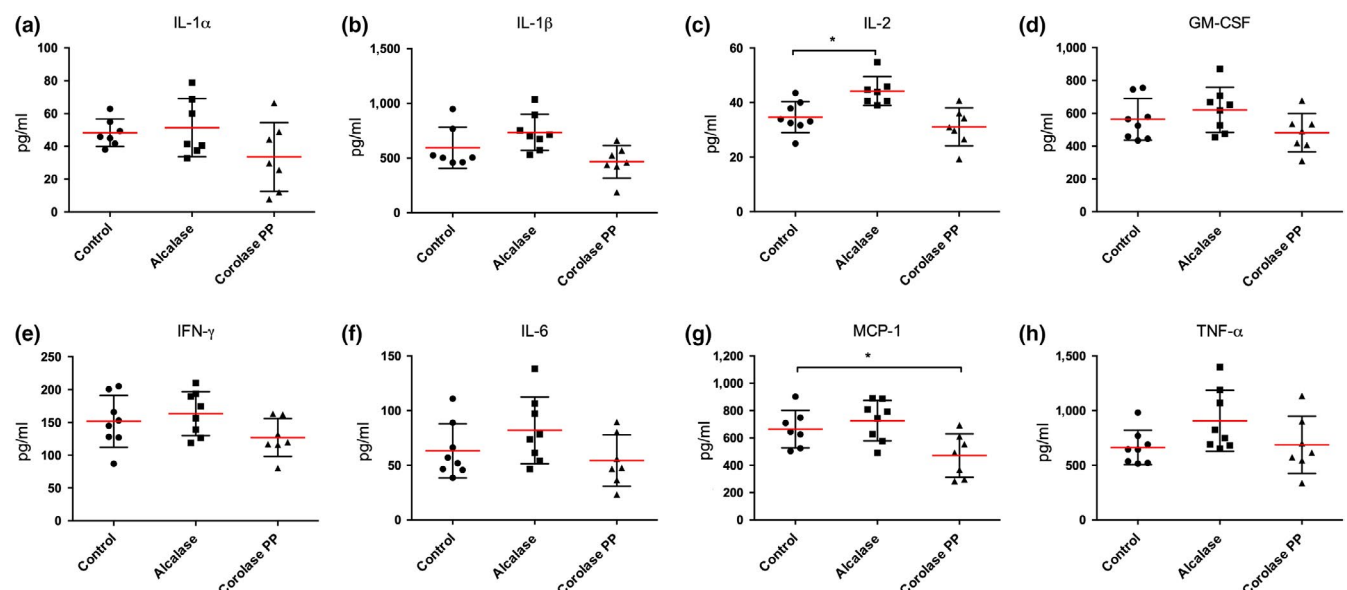 (a) IL-1α
pg/ml
100
80
60
40
20
0
Control
Alcalase
Corolase PP
(b) IL-1β
pg/ml
1,500
1,000
500
0
Control
Alcalase
Corolase PP
(c) IL-2
pg/ml
60
40
20
0
*
Control
Alcalase
Corolase PP
(d) GM-CSF
pg/ml
1,000
800
600
400
200
0
Control
Alcalase
Corolase PP
(e) IFN-γ
pg/ml
250
200
150
100
50
0
Control
Alcalase
Corolase PP
(f) IL-6
pg/ml
150
100
50
0
Control
Alcalase
Corolase PP
(g) MCP-1
pg/ml
1,200
1,000
800
600
400
200
0
*
Control
Alcalase
Corolase PP
(h) TNF-α
pg/ml
1,500
1,000
500
0
Control
Alcalase
Corolase PP